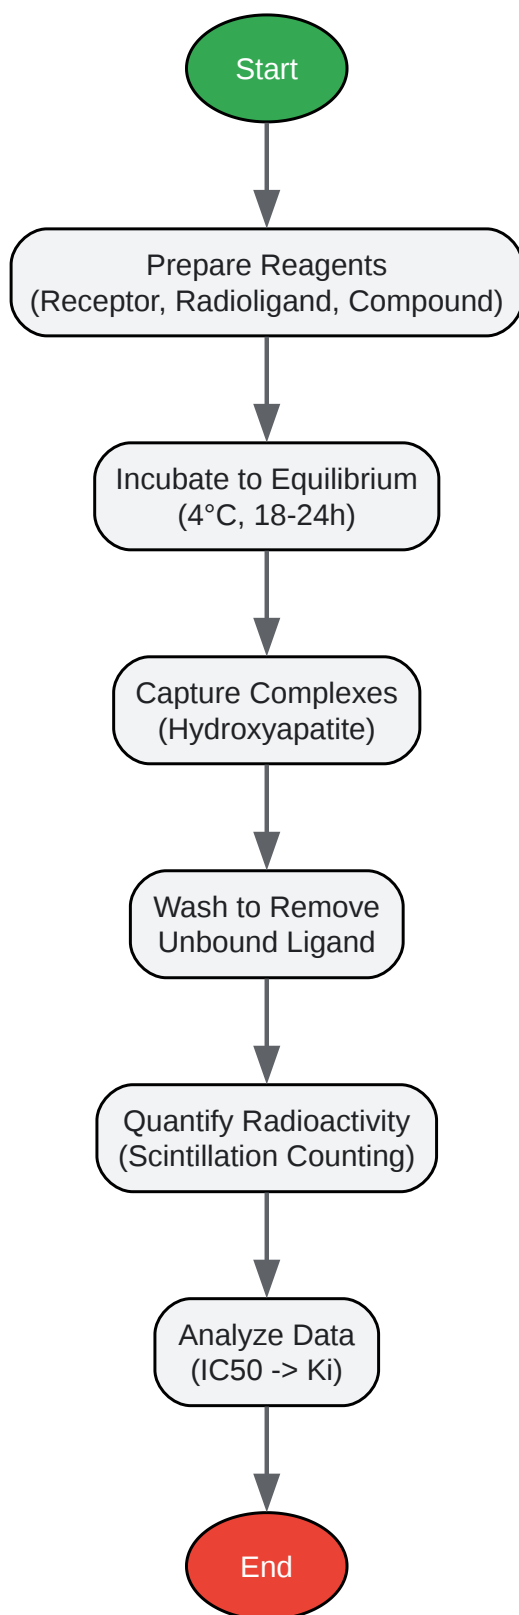 Start
Prepare Reagents
(Receptor, Radioligand, Compound)
Incubate to Equilibrium
(4°C, 18-24h)
Capture Complexes
(Hydroxyapatite)
Wash to Remove
Unbound Ligand
Quantify Radioactivity
(Scintillation Counting)
Analyze Data
(IC50 -> Ki)
End